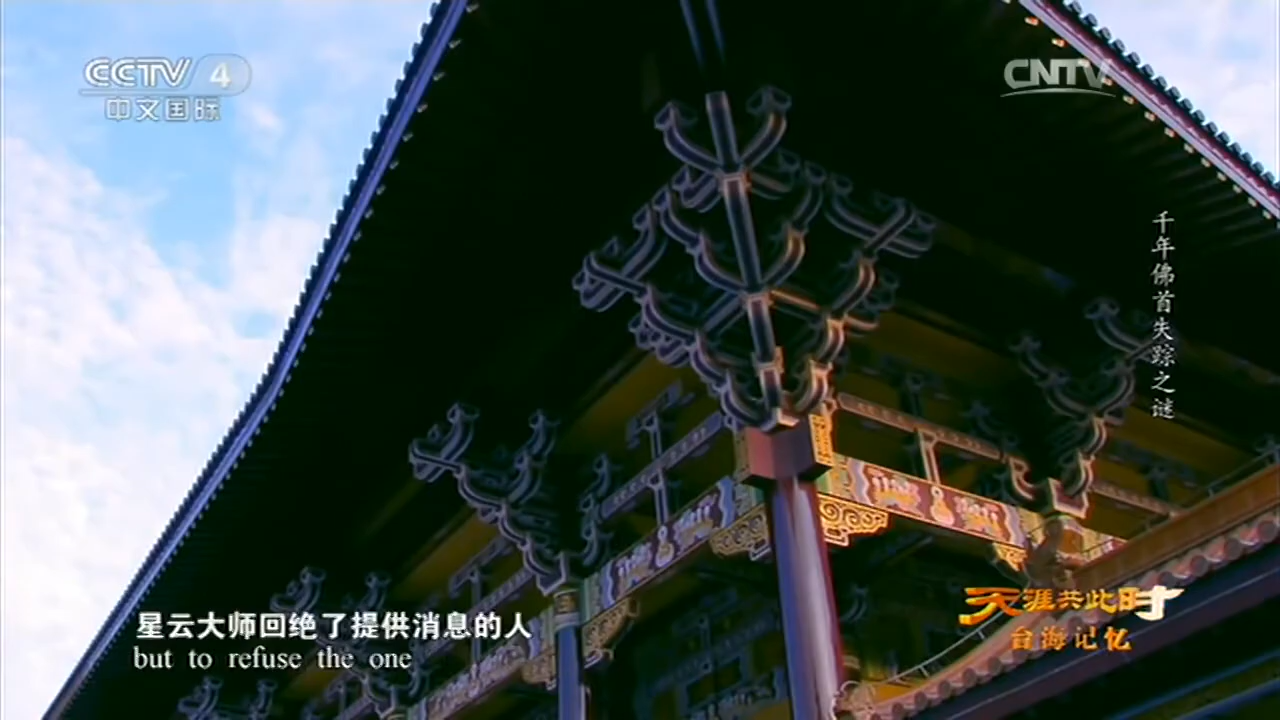 CCTV 4
中文国际
CNTV
千年佛首失踪之谜
星云大师回绝了提供消息的人
but to refuse the one
天涯共此时
台海记忆